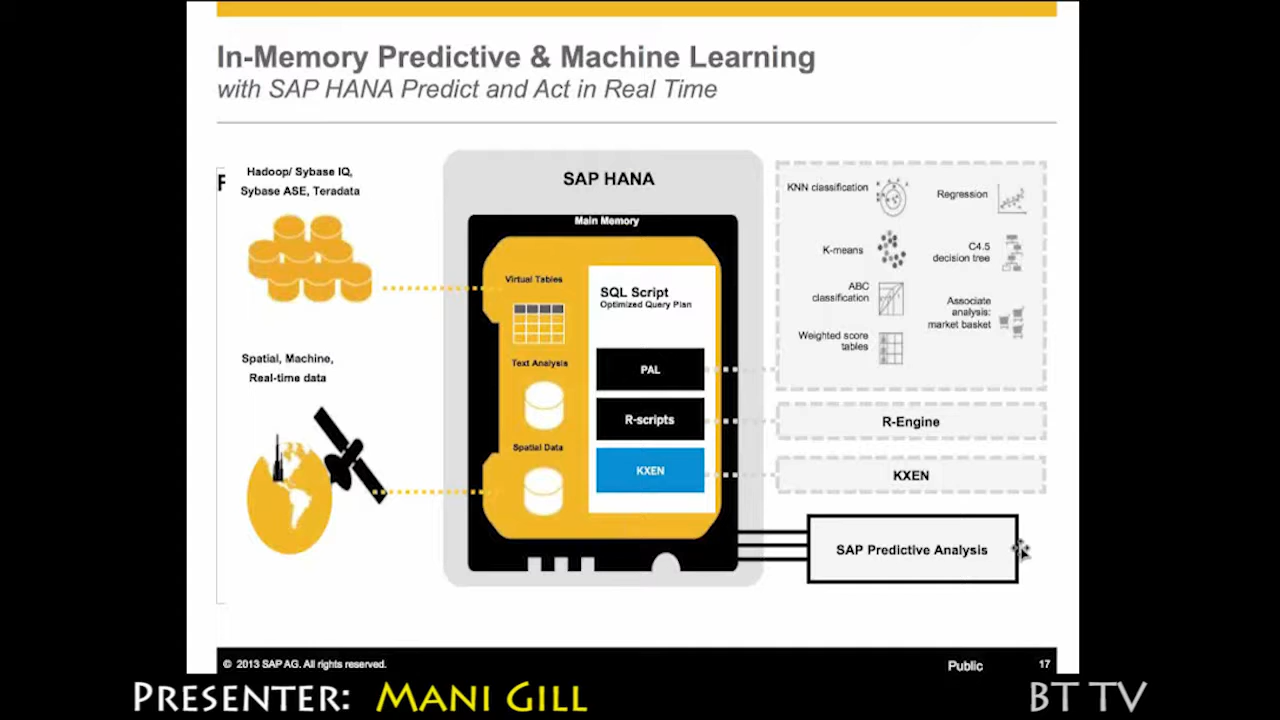 In-Memory Predictive & Machine Learning
with SAP HANA Predict and Act in Real Time
F
Hadoop/ Sybase IQ,
Sybase ASE, Teradata
Spatial, Machine,
Real-time data
SAP HANA
Main Memory
Virtual Tables
Text Analysis
Spatial Data
SQL Script
Optimized Query Plan
PAL
R-scripts
KXEN
KNN classification
Regression
K-means
C4.5
decision tree
ABC
classification
Associate
analysis:
market basket
Weighted score
tables
R-Engine
KXEN
SAP Predictive Analysis
© 2013 SAP AG. All rights reserved.
Public
17
PRESENTER: MANI GILL
BT TV